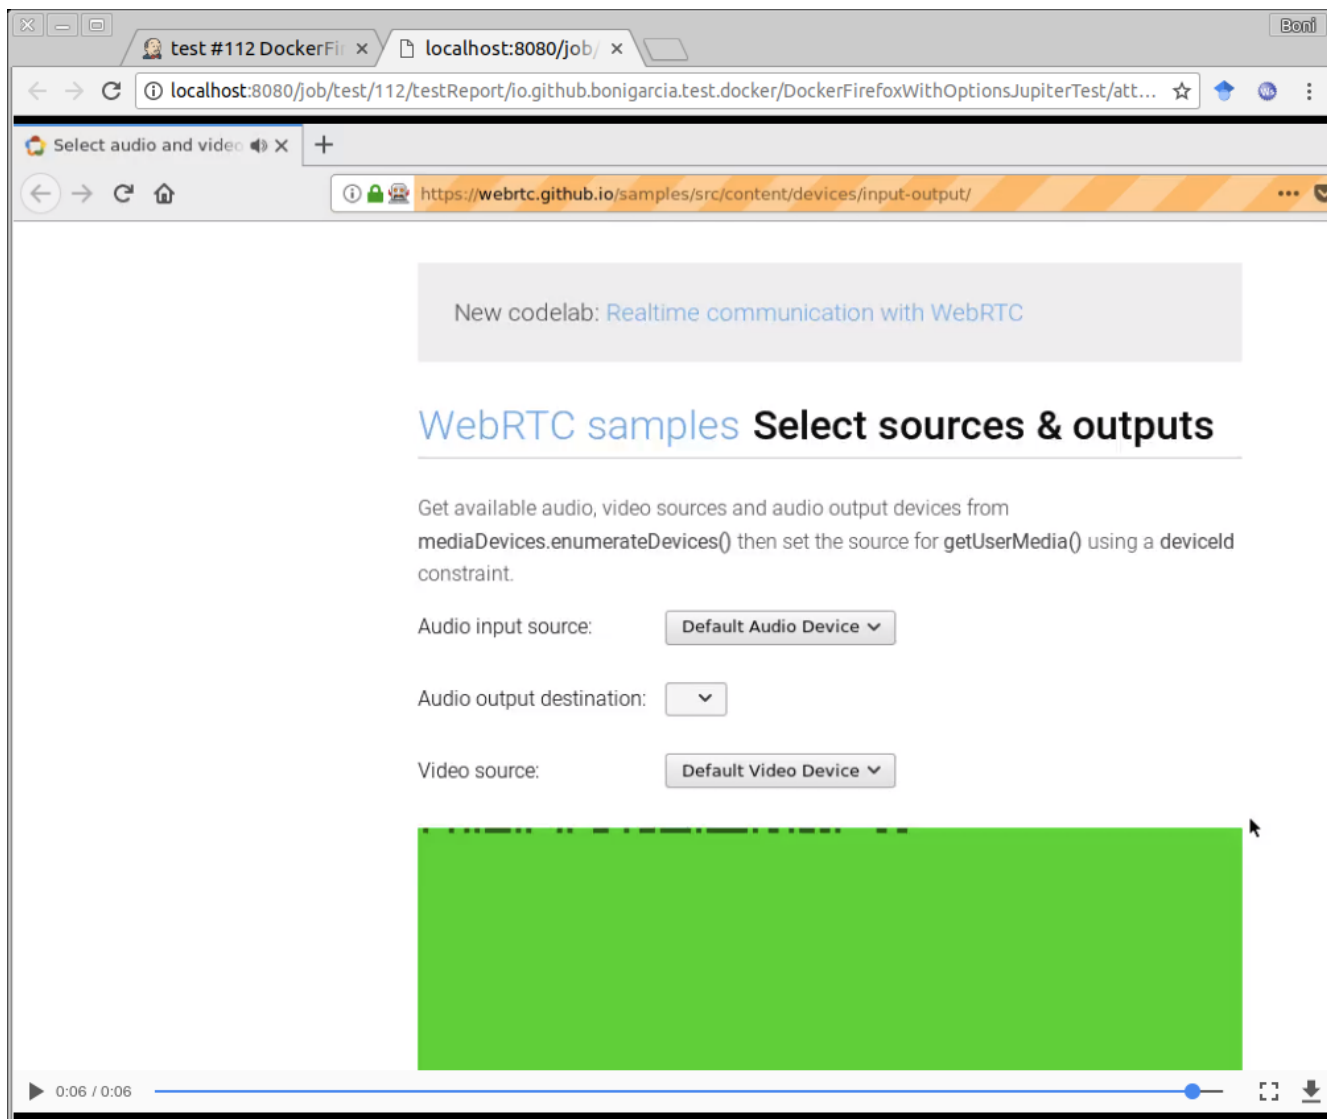 Boni
test #112 DockerFi
localhost:8080/job/
localhost:8080/job/test/112/testReport/io.github.bonigarcia.test.docker/DockerFirefoxWithOptionsJupiterTest/att...
Select audio and video
https://webrtc.github.io/samples/src/content/devices/input-output/
New codelab: Realtime communication with WebRTC
WebRTC samples Select sources & outputs
Get available audio, video sources and audio output devices from
mediaDevices.enumerateDevices() then set the source for getUserMedia() using a deviceId
constraint.
Audio input source: Default Audio Device
Audio output destination:
Video source: Default Video Device
0:06 / 0:06